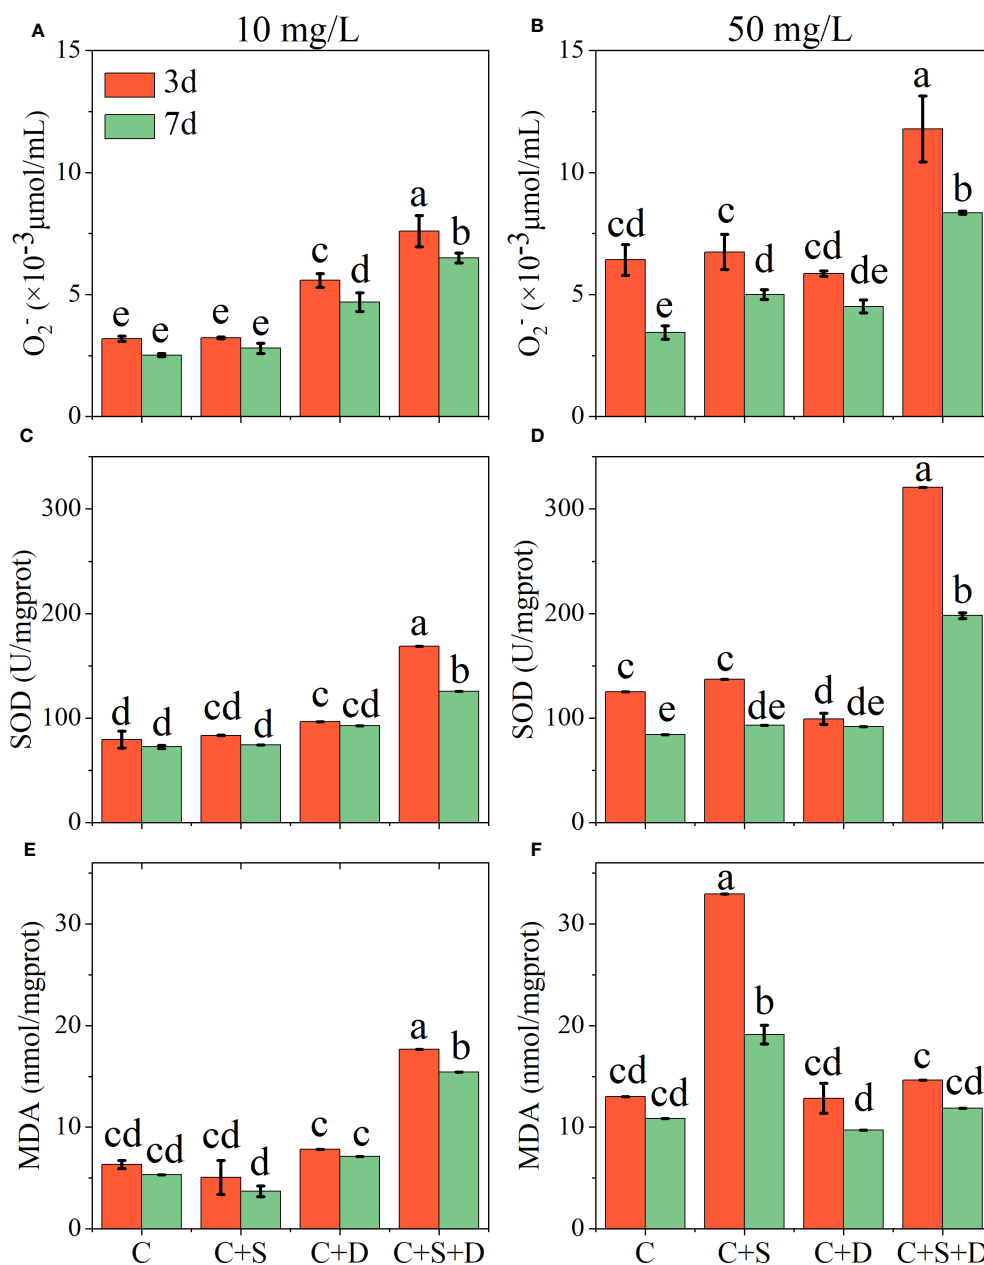 A 10 mg/L B 50 mg/L
3d
7d
O₂⁻ (×10⁻³μmol/mL)
15
10
5
0
e e e e c d a b
O₂⁻ (×10⁻³μmol/mL)
15
10
5
0
cd e c d cd de a b
C
SOD (U/mgprot)
300
200
100
0
d d cd d c cd a b
D
SOD (U/mgprot)
300
200
100
0
c e c de d de a b
E
MDA (nmol/mgprot)
30
20
10
0
cd cd cd d c c a b
C C+S C+D C+S+D
F
MDA (nmol/mgprot)
30
20
10
0
cd cd a b cd d c cd
C C+S C+D C+S+D